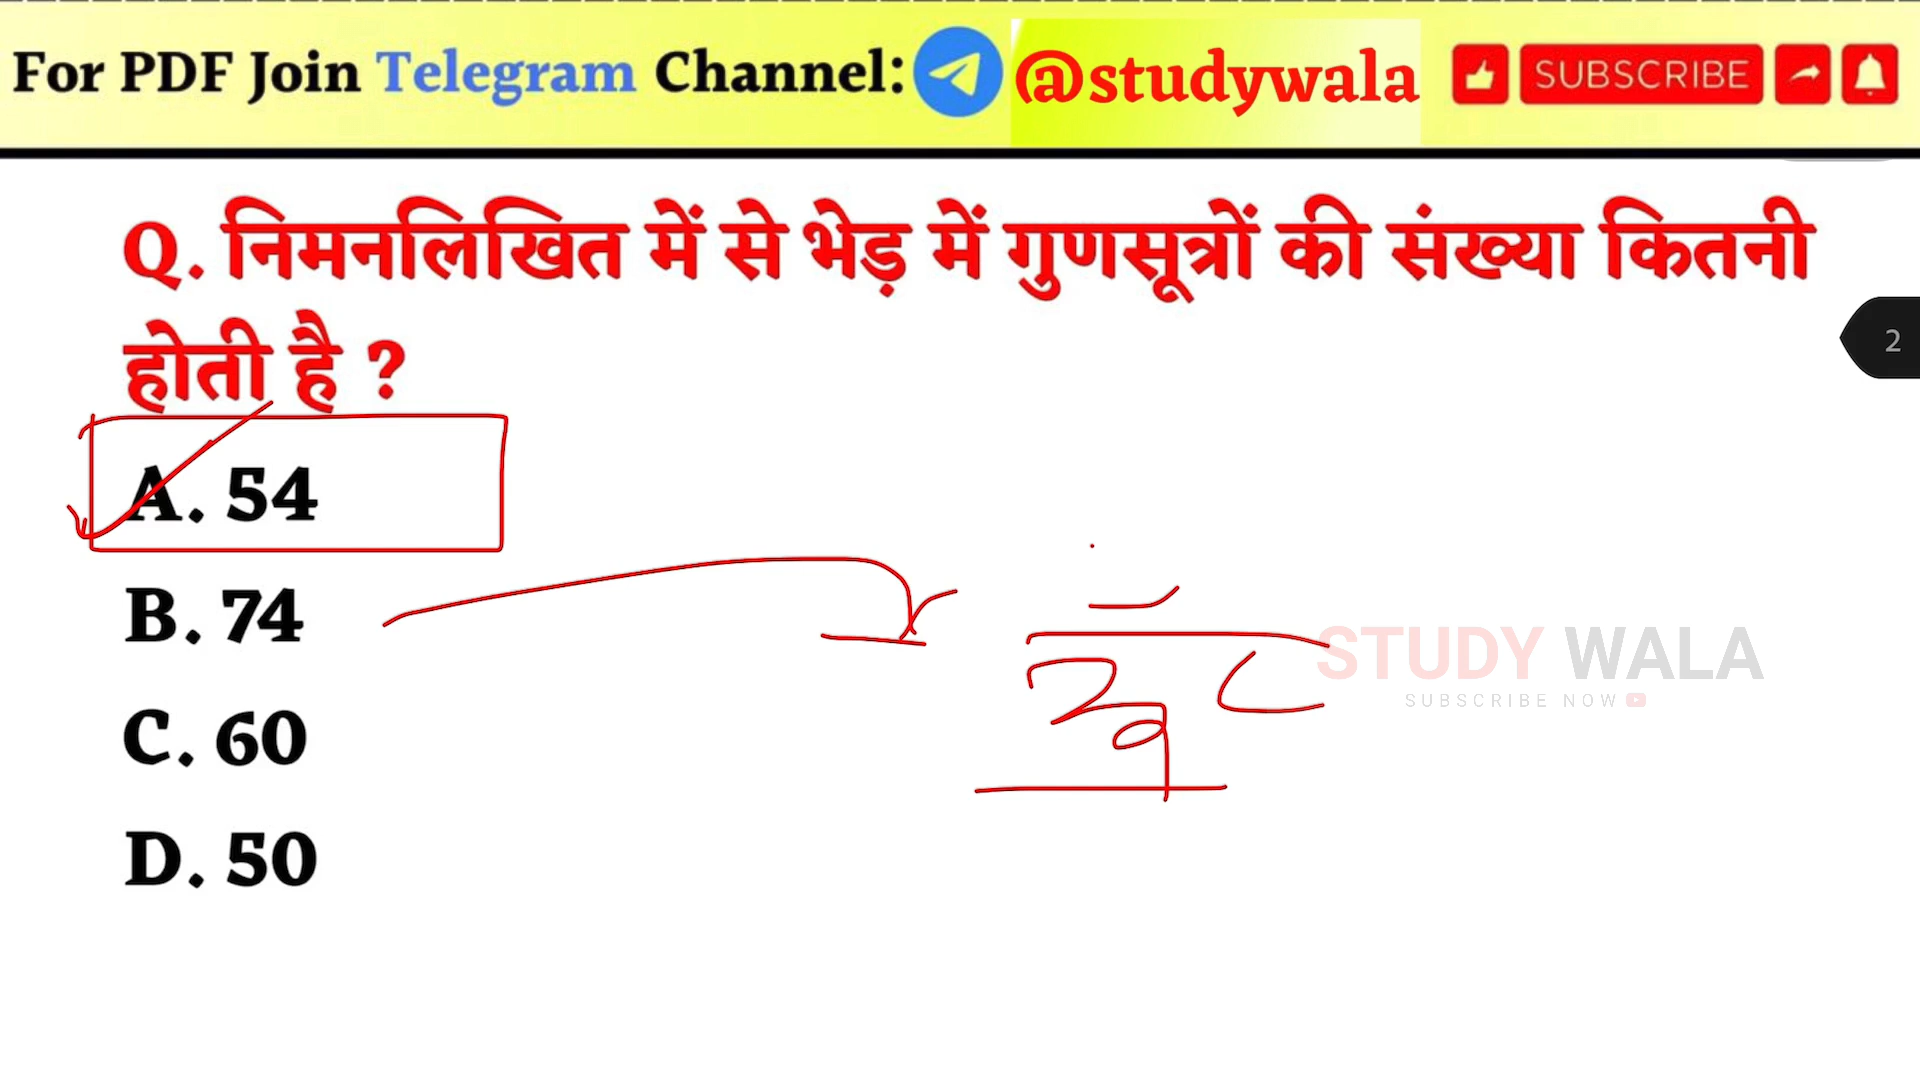 For PDF Join Telegram Channel: @studywala SUBSCRIBE
Q. निमनलिखित में से भेड़ में गुणसूत्रों की संख्या कितनी
होती है ?
A. 54
B. 74
C. 60
D. 50
2
STUDY WALA
SUBSCRIBE NOW